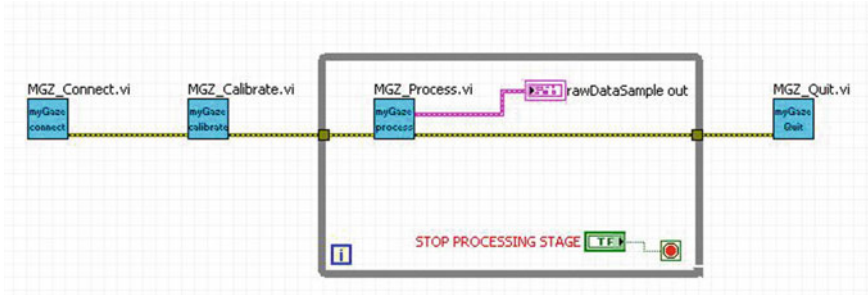 MGZ_Connect.vi
MGZ_Calibrate.vi
MGZ_Process.vi
rawDataSample out
MGZ_Quit.vi
myGaze
connect
myGaze
calibrate
myGaze
process
myGaze
Quit
STOP PROCESSING STAGE
TF
i